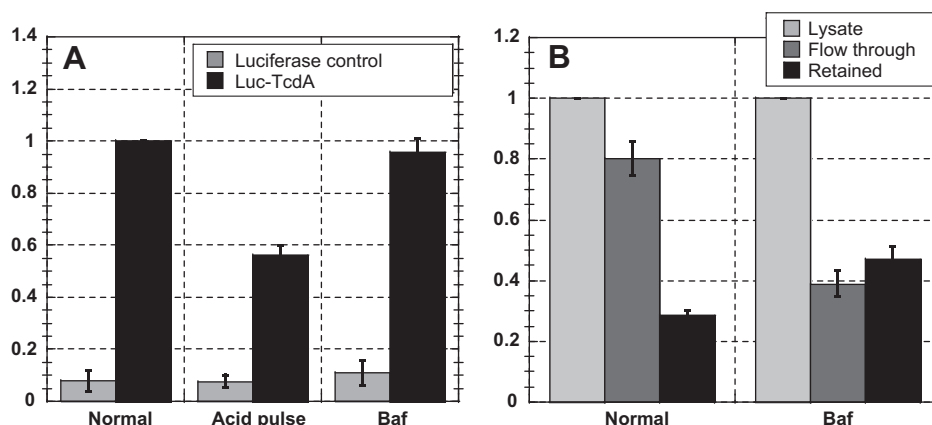 A
Luciferase control
Luc-TcdA
1.4
1.2
1
0.8
0.6
0.4
0.2
0
Normal
Acid pulse
Baf
B
Lysate
Flow through
Retained
1.2
1
0.8
0.6
0.4
0.2
0
Normal
Baf